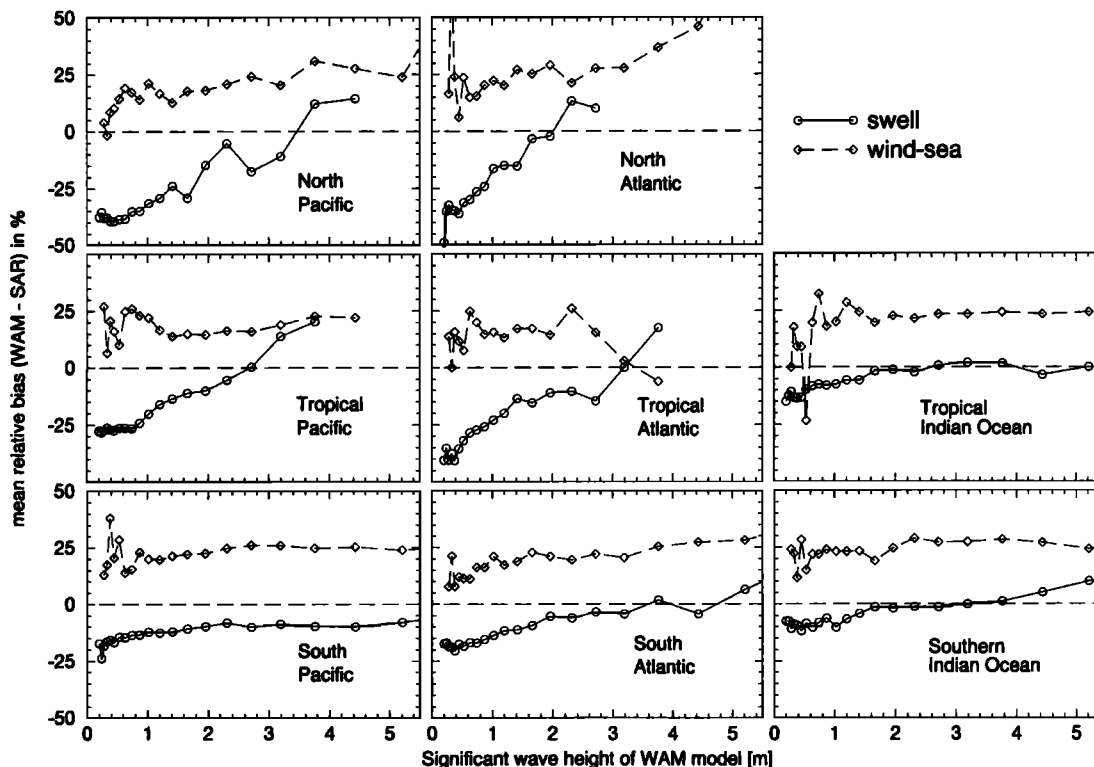 50
25
0
-25
-50
North
Pacific
North
Atlantic
swell
wind-sea
mean relative bias (WAM - SAR) in %
25
0
-25
Tropical
Pacific
Tropical
Atlantic
Tropical
Indian Ocean
50
25
0
-25
-50
South
Pacific
South
Atlantic
Southern
Indian Ocean
0 1 2 3 4 5
0 1 2 3 4 5
0 1 2 3 4 5
Significant wave height of WAM model [m]